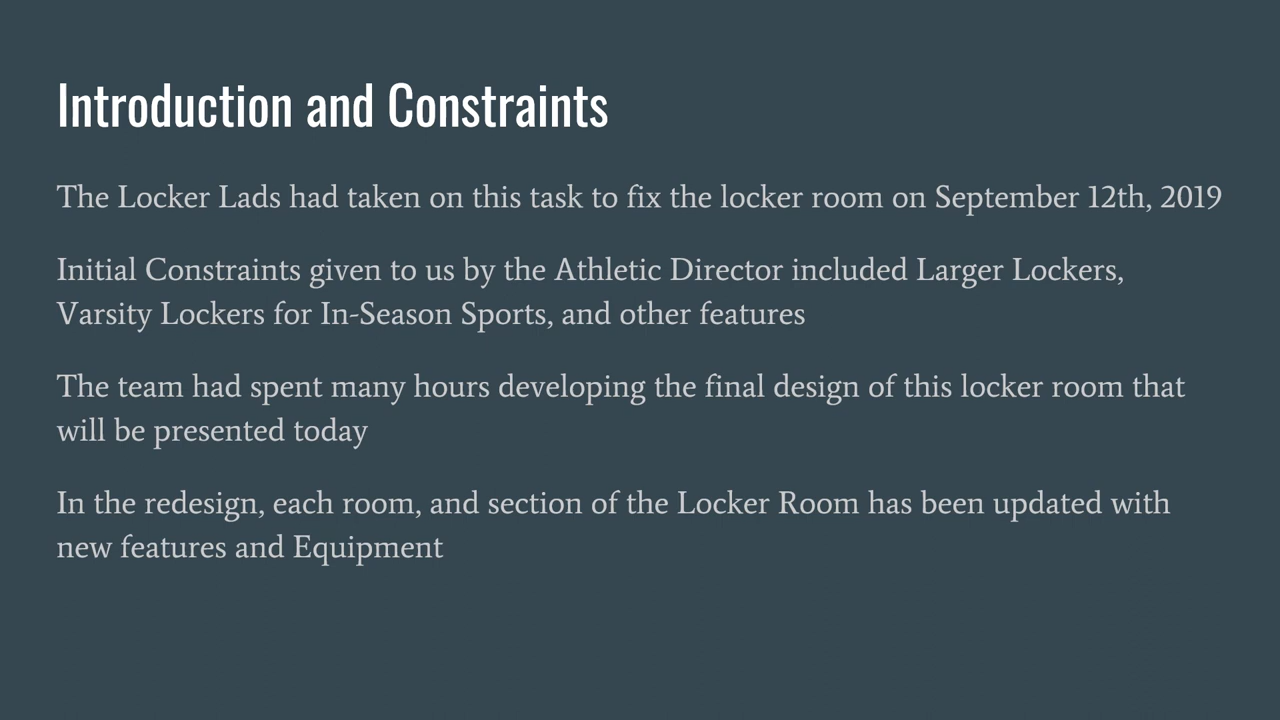 Introduction and Constraints
The Locker Lads had taken on this task to fix the locker room on September 12th, 2019
Initial Constraints given to us by the Athletic Director included Larger Lockers,
Varsity Lockers for In-Season Sports, and other features
The team had spent many hours developing the final design of this locker room that
will be presented today
In the redesign, each room, and section of the Locker Room has been updated with
new features and Equipment